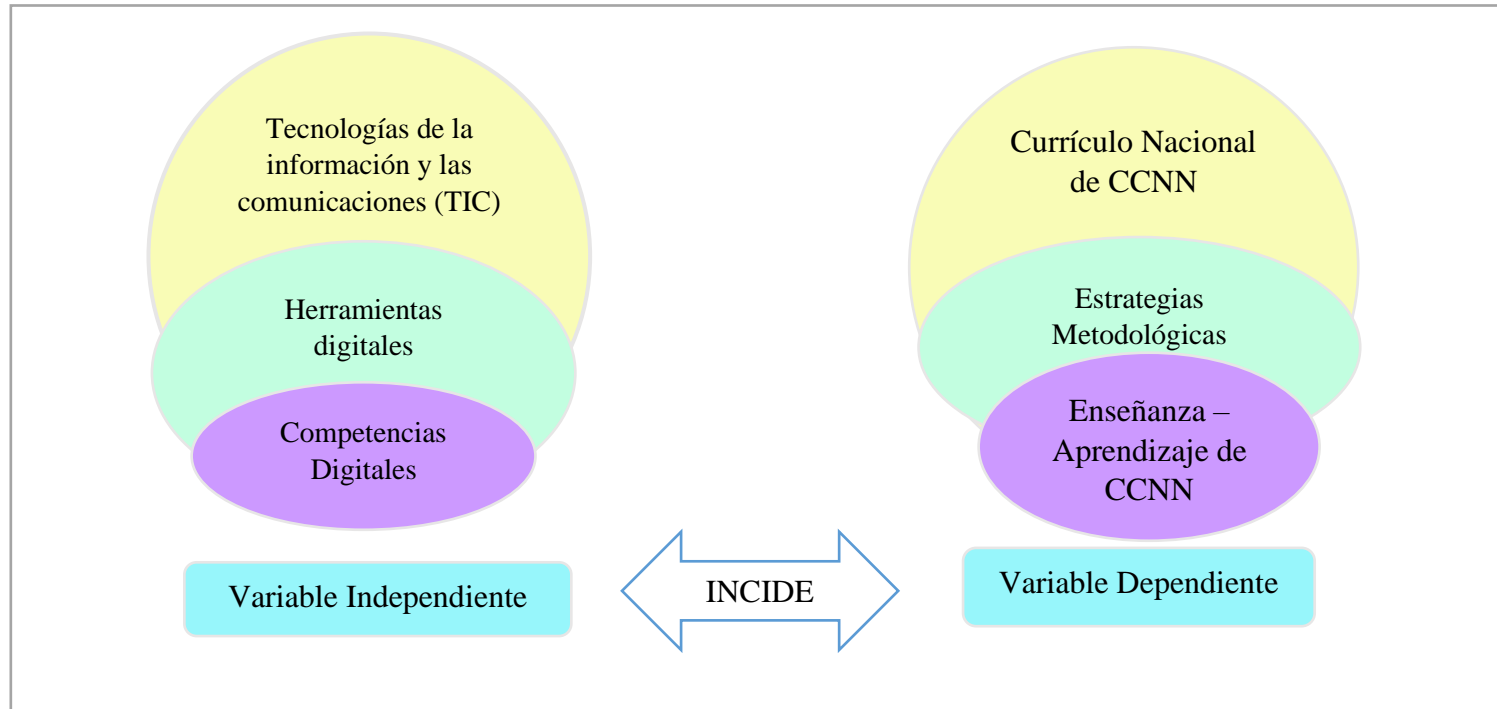 Tecnologías de la
información y las
comunicaciones (TIC)
Herramientas
digitales
Competencias
Digitales
Variable Independiente
INCIDE
Currículo Nacional
de CCNN
Estrategias
Metodológicas
Enseñanza –
Aprendizaje de
CCNN
Variable Dependiente